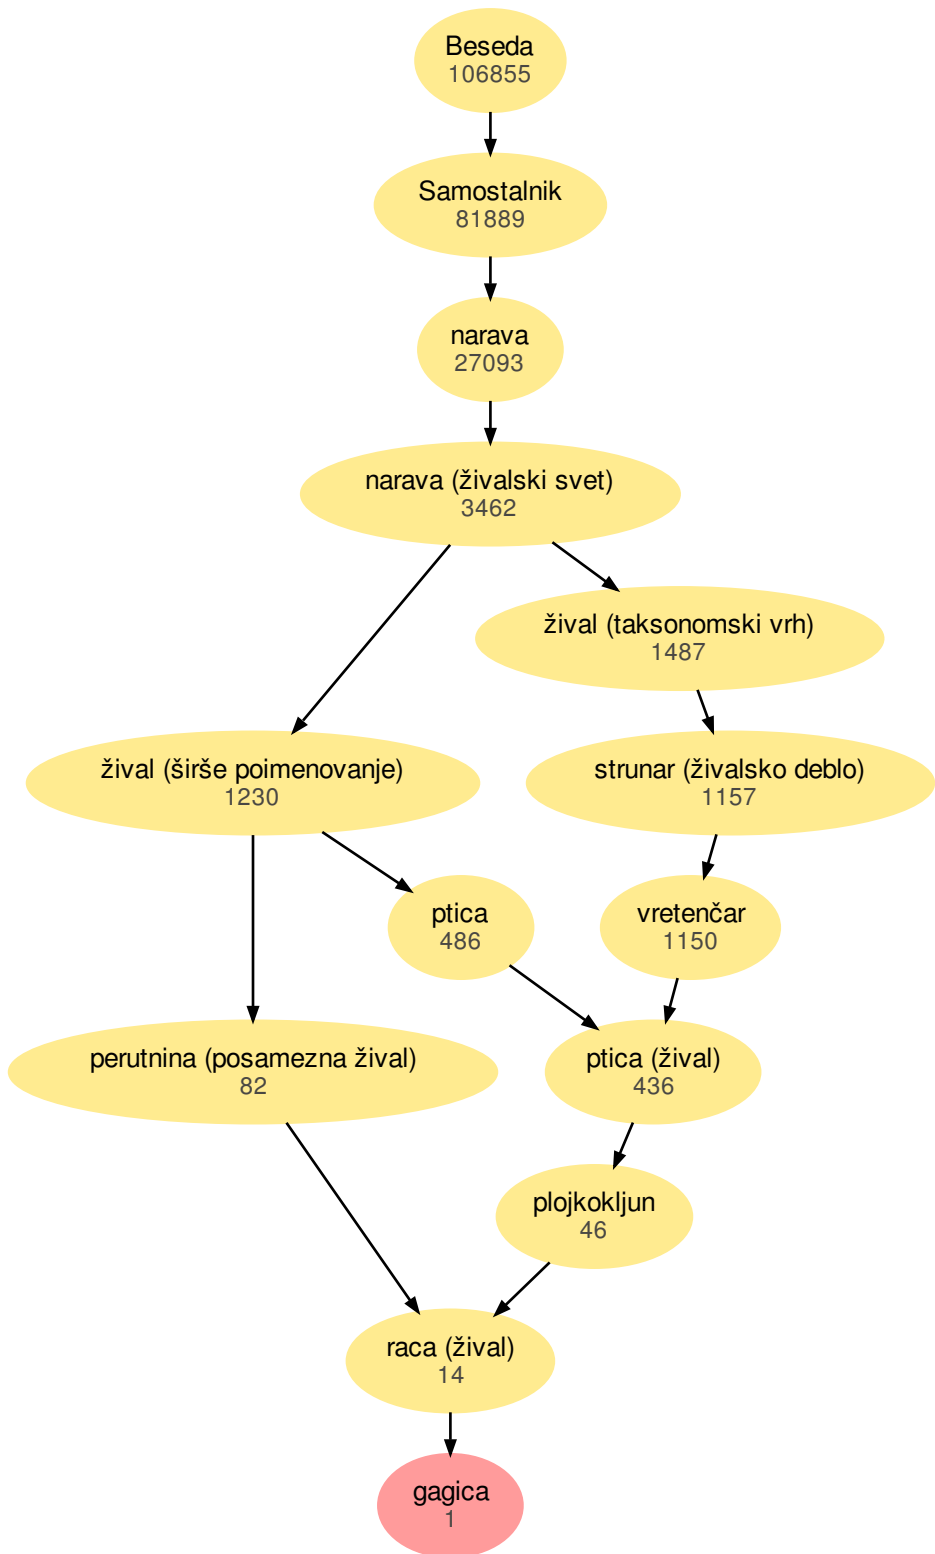 Beseda
106855
Samostalnik
81889
narava
27093
narava (živalski svet)
3462
žival (taksonomski vrh)
1487
žival (širše poimenovanje)
1230
strunar (živalsko deblo)
1157
ptica
486
vretenčar
1150
perutnina (posamezna žival)
82
ptica (žival)
436
plojkokljun
46
raca (žival)
14
gagica
1